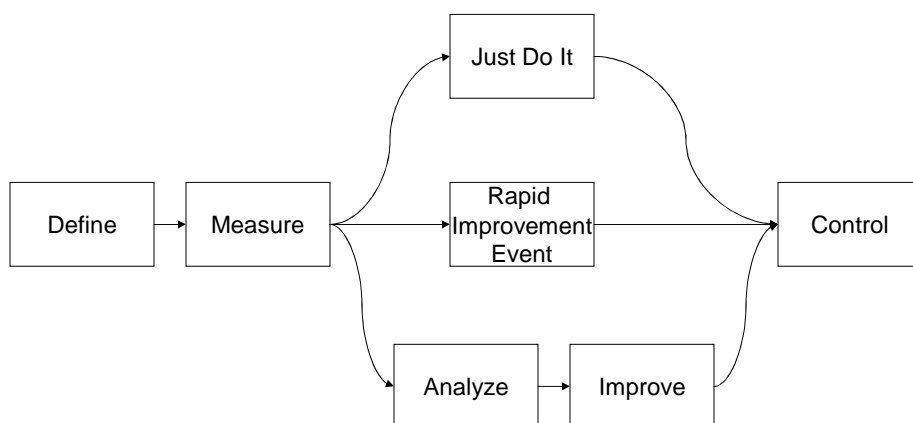 Just Do It
Define
Measure
Rapid
Improvement
Event
Control
Analyze
Improve